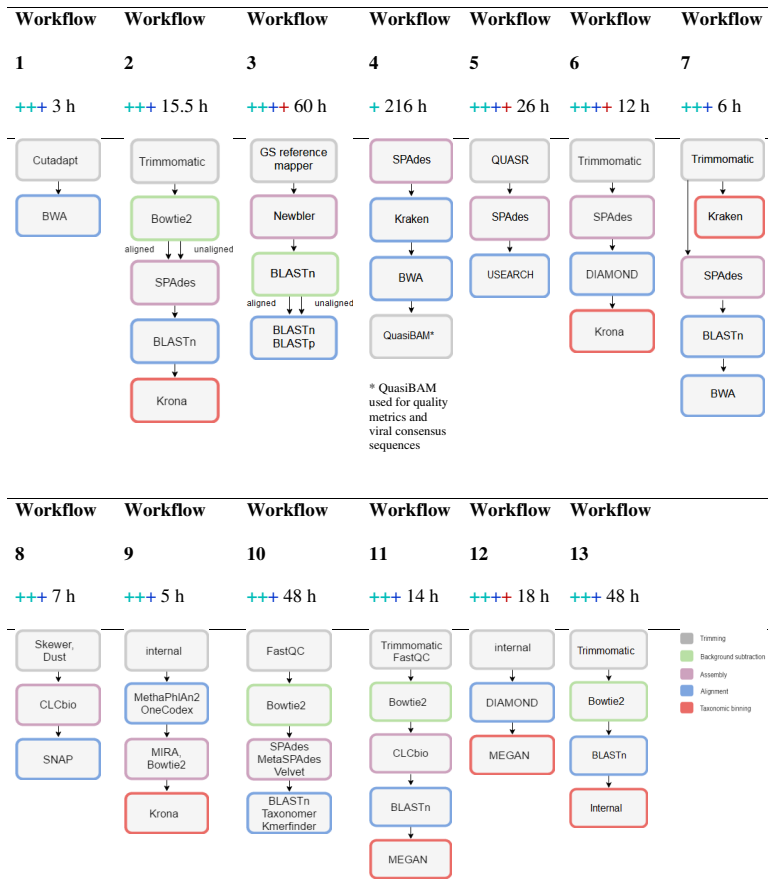 Workflow 1
+++ 3 h
Cutadapt
BWA
Workflow 2
+++ 15.5 h
Trimmomatic
Bowtie2
aligned unaligned
SPAdes
BLASTn
Krona
Workflow 3
++++ 60 h
GS reference
mapper
Newbler
BLASTn
aligned unaligned
BLASTn
BLASTp
Workflow 4
+ 216 h
SPAdes
Kraken
BWA
QuasiBAM*
* QuasiBAM
used for quality
metrics and
viral consensus
sequences
Workflow 5
++++ 26 h
QUASR
SPAdes
USEARCH
Workflow 6
++++ 12 h
Trimmomatic
SPAdes
DIAMOND
Krona
Workflow 7
+++ 6 h
Trimmomatic
Kraken
SPAdes
BLASTn
BWA
Workflow 8
+++ 7 h
Skewer,
Dust
CLCbio
SNAP
Workflow 9
+++ 5 h
internal
MethaPhlAn2
OneCodex
MIRA,
Bowtie2
Krona
Workflow 10
+++ 48 h
FastQC
Bowtie2
SPAdes
MetaSPAdes
Velvet
BLASTn
Taxonomer
Kmerfinder
Workflow 11
+++ 14 h
Trimmomatic
FastQC
Bowtie2
CLCbio
BLASTn
MEGAN
Workflow 12
++++ 18 h
internal
DIAMOND
MEGAN
Workflow 13
+++ 48 h
Trimmomatic
Bowtie2
BLASTn
Internal
Trimming
Background subtraction
Assembly
Alignment
Taxonomic binning